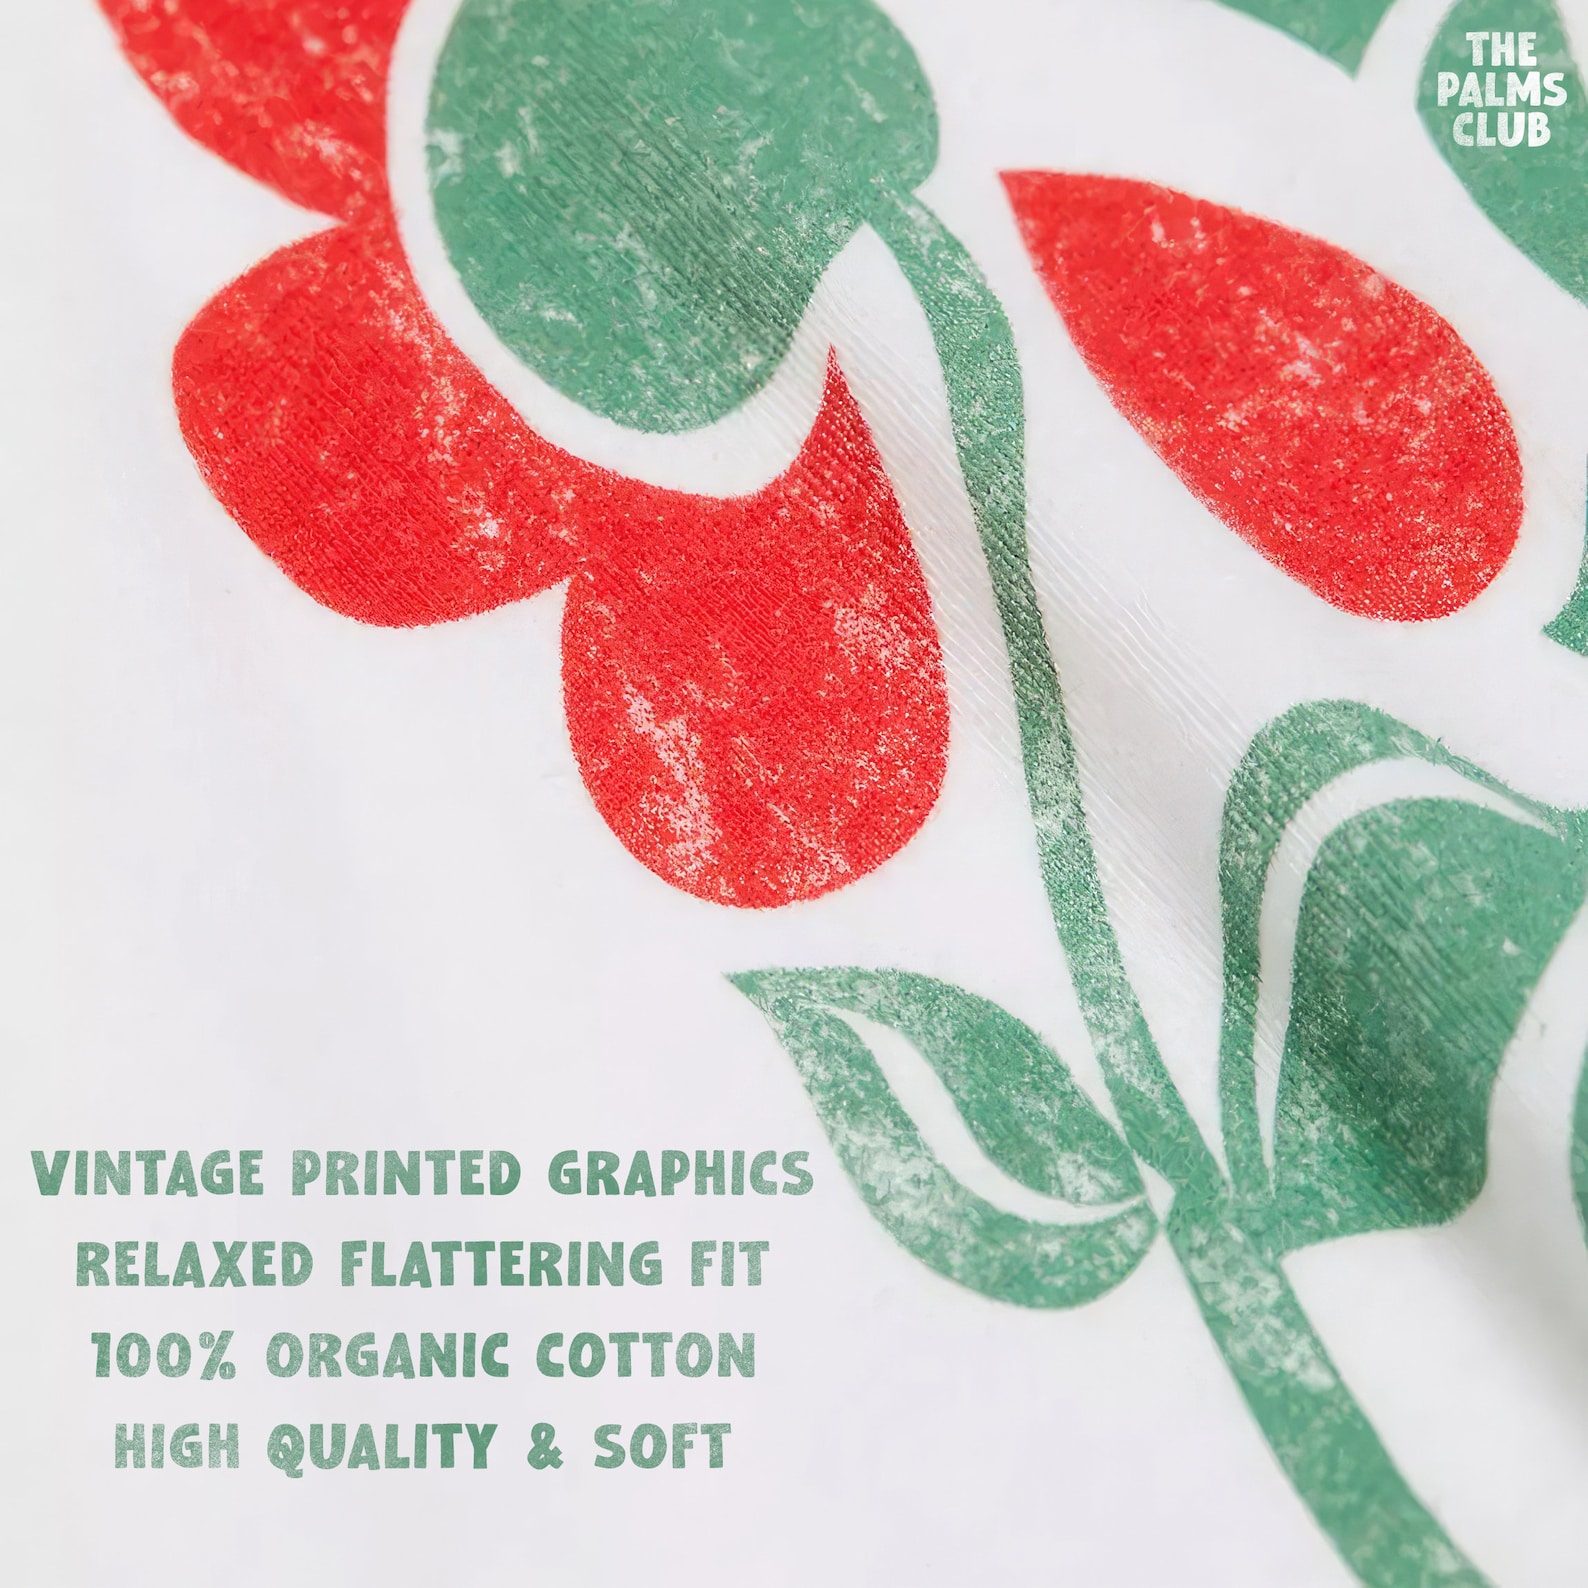 THE
PALMS
CLUB
VINTAGE PRINTED GRAPHICS
RELAXED FLATTERING FIT
100% ORGANIC COTTON
HIGH QUALITY & SOFT